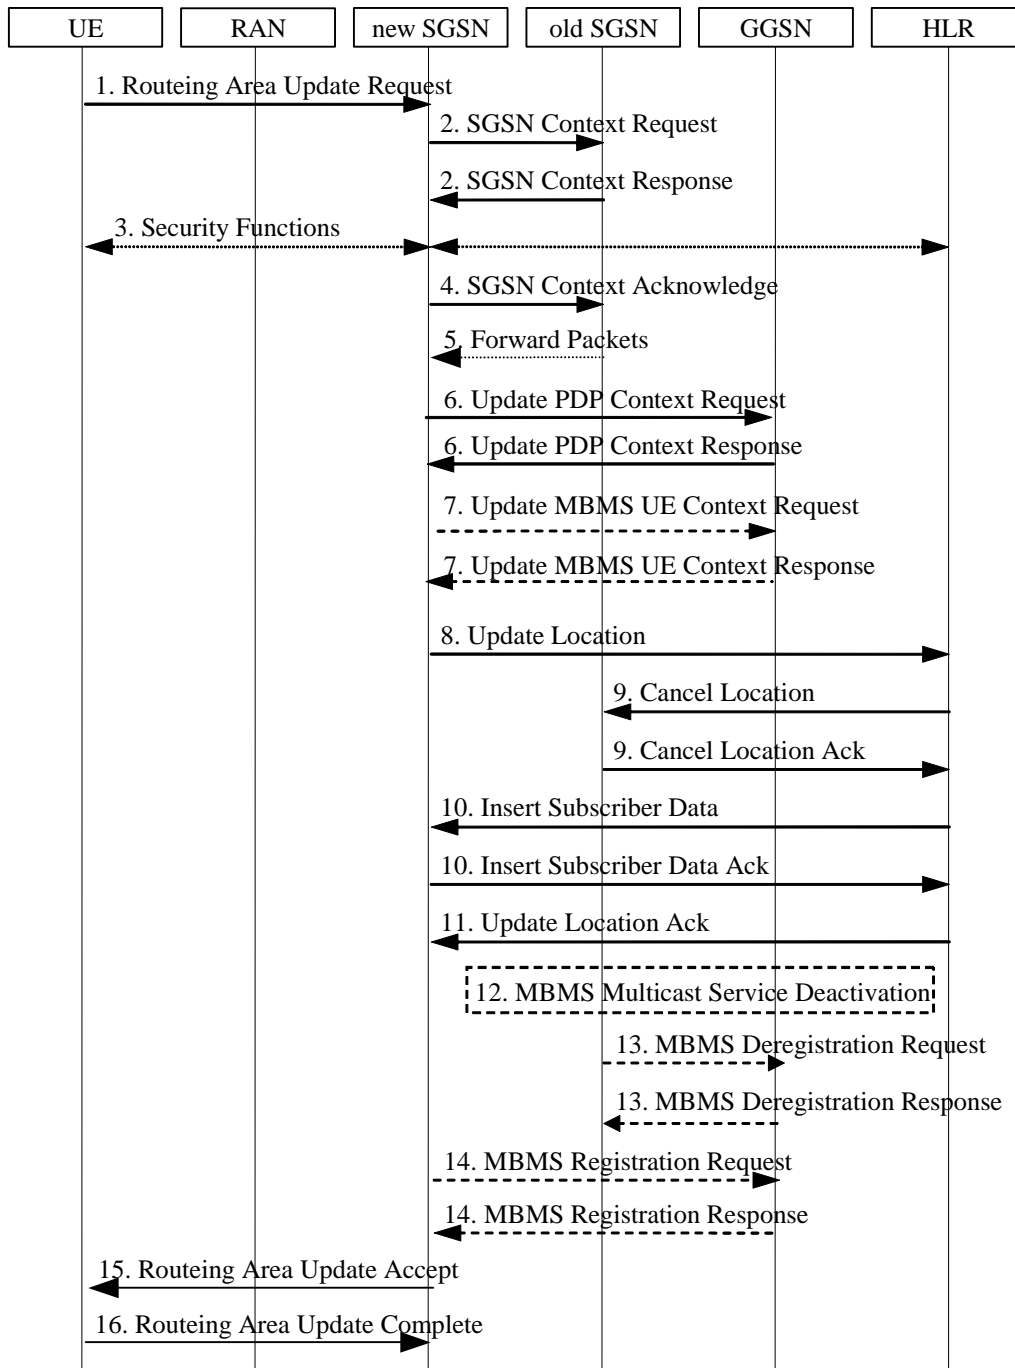 UE RAN new SGSN old SGSN GGSN HLR
1. Routeing Area Update Request
2. SGSN Context Request
2. SGSN Context Response
3. Security Functions
4. SGSN Context Acknowledge
5. Forward Packets
6. Update PDP Context Request
6. Update PDP Context Response
7. Update MBMS UE Context Request
7. Update MBMS UE Context Response
8. Update Location
9. Cancel Location
9. Cancel Location Ack
10. Insert Subscriber Data
10. Insert Subscriber Data Ack
11. Update Location Ack
12. MBMS Multicast Service Deactivation
13. MBMS Deregistration Request
13. MBMS Deregistration Response
14. MBMS Registration Request
14. MBMS Registration Response
15. Routeing Area Update Accept
16. Routeing Area Update Complete